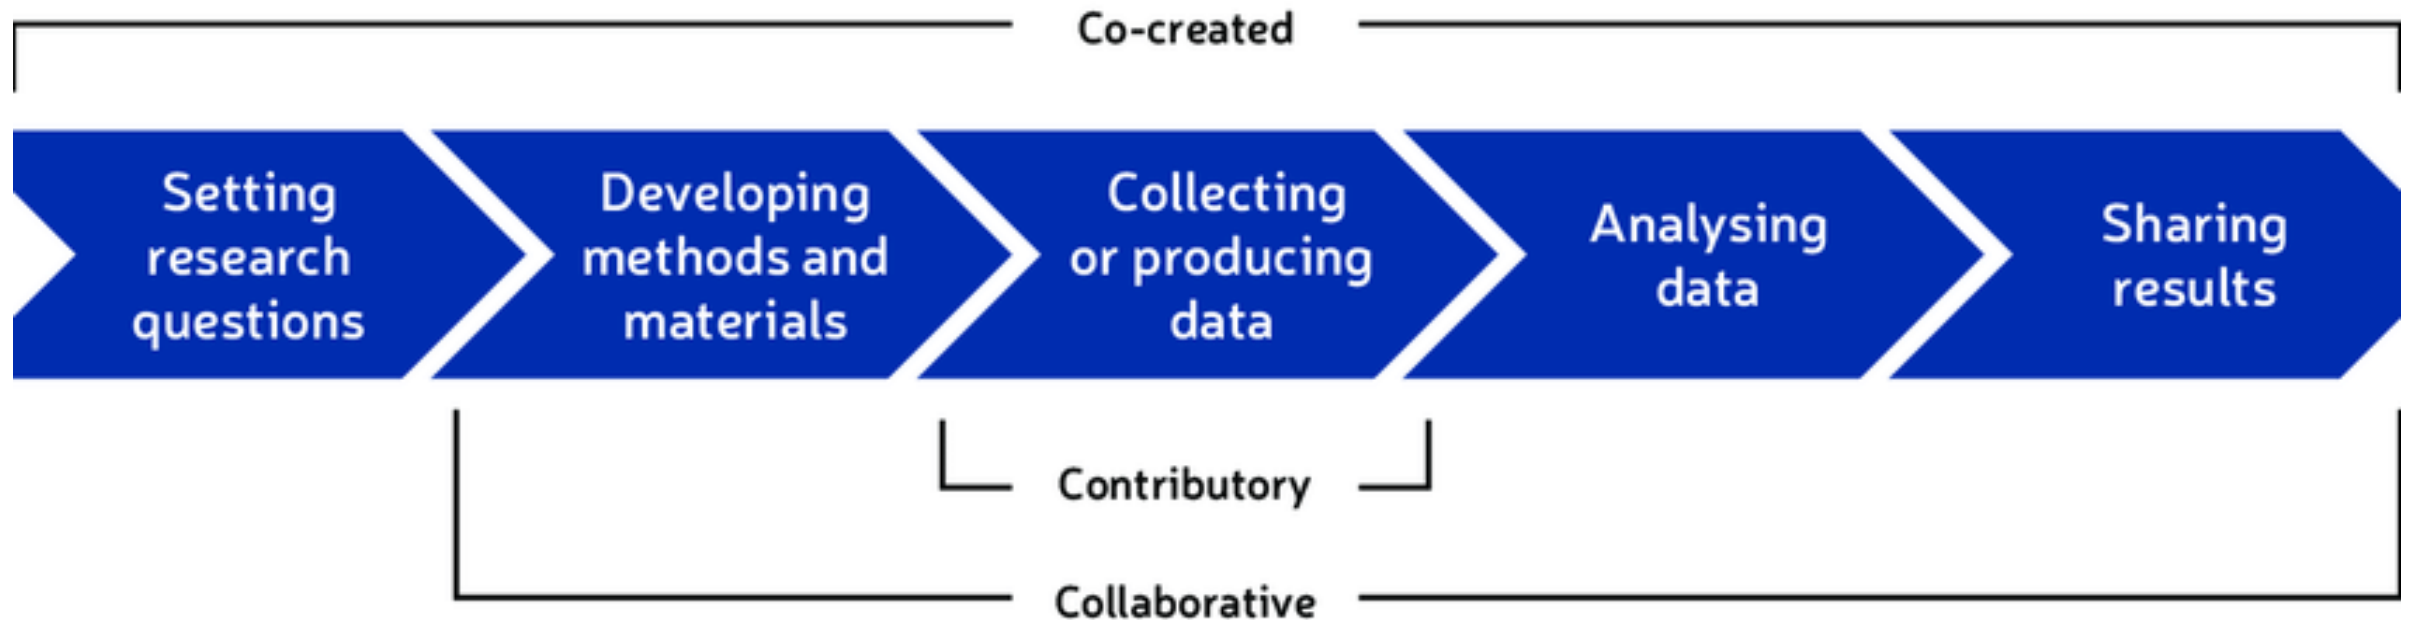 Co-created
Setting
research
questions
Developing
methods and
materials
Collecting
or producing
data
Analysing
data
Sharing
results
Contributory
Collaborative